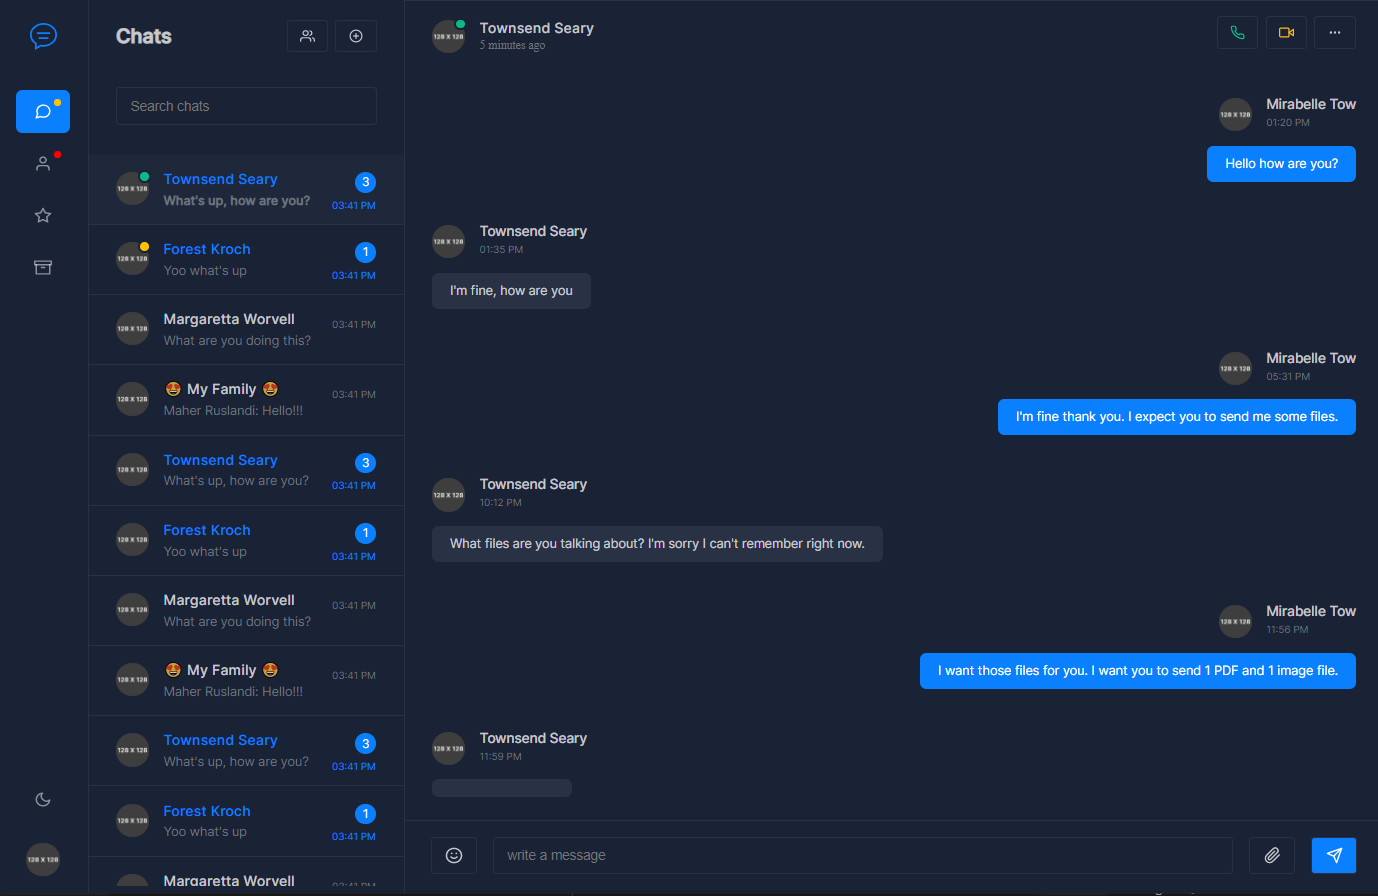 Chats
Search chats
128 X 128
Townsend Seary
3
What's up, how are you?
03:41 PM
128 X 128
Forest Kroch
1
Yoo what's up
03:41 PM
128 X 128
Margaretta Worvell
03:41 PM
What are you doing this?
128 X 128
🤩 My Family 🤩
03:41 PM
Maher Ruslandi: Hello!!!
128 X 128
Townsend Seary
3
What's up, how are you?
03:41 PM
128 X 128
Forest Kroch
1
Yoo what's up
03:41 PM
128 X 128
Margaretta Worvell
03:41 PM
What are you doing this?
128 X 128
🤩 My Family 🤩
03:41 PM
Maher Ruslandi: Hello!!!
128 X 128
Townsend Seary
3
What's up, how are you?
03:41 PM
128 X 128
Forest Kroch
1
Yoo what's up
03:41 PM
128 X 128
Margaretta Worvell
03:41 PM
128 X 128
128 X 128
Townsend Seary
5 minutes ago
128 X 128
Mirabelle Tow
01:20 PM
Hello how are you?
128 X 128
Townsend Seary
01:35 PM
I'm fine, how are you
128 X 128
Mirabelle Tow
05:31 PM
I'm fine thank you. I expect you to send me some files.
128 X 128
Townsend Seary
10:12 PM
What files are you talking about? I'm sorry I can't remember right now.
128 X 128
Mirabelle Tow
11:56 PM
I want those files for you. I want you to send 1 PDF and 1 image file.
128 X 128
Townsend Seary
11:59 PM
write a message